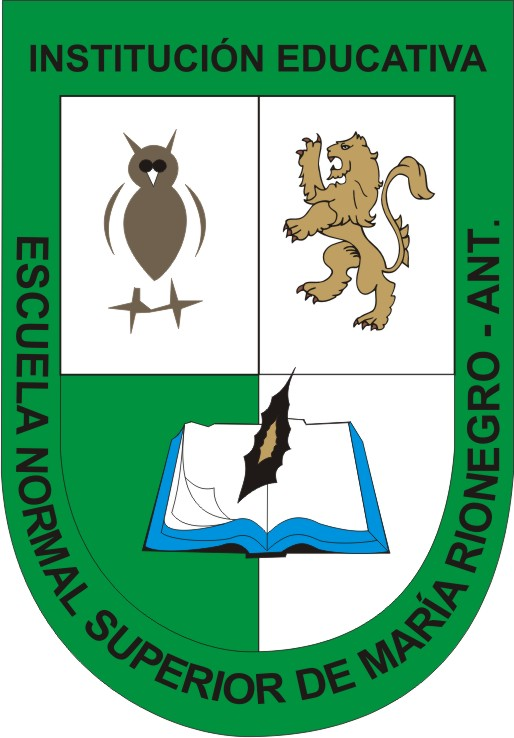 INSTITUCIÓN EDUCATIVA
ESCUELA NORMAL SUPERIOR DE MARÍA RIONEGRO - ANT.